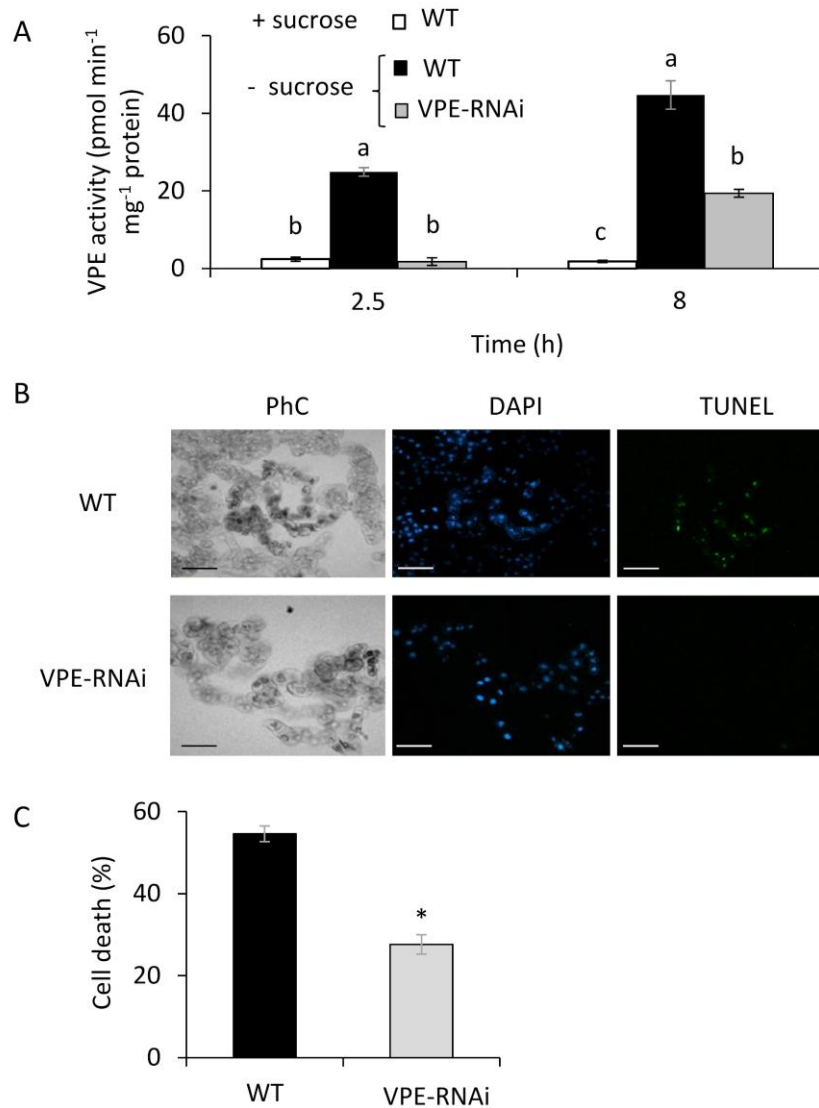 A
+ sucrose WT
- sucrose WT
VPE-RNAi
VPE activity (pmol min⁻¹
mg⁻¹ protein)
60
40
20
0
b a b
c a b
2.5 8
Time (h)
B
PhC DAPI TUNEL
WT
VPE-RNAi
C
Cell death (%)
60
40
20
0
*
WT VPE-RNAi